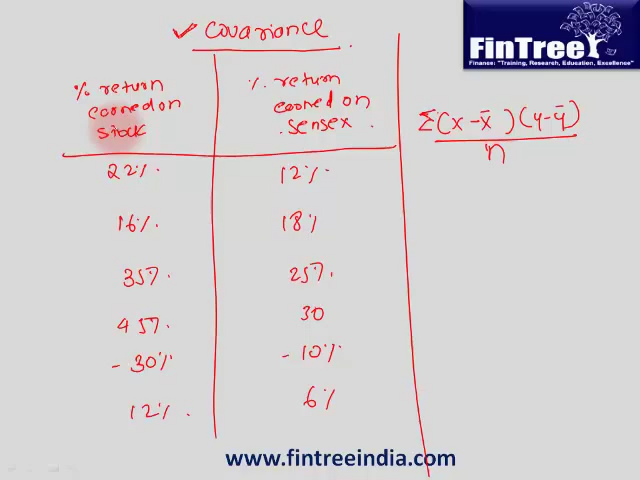 ✓ Covariance
FinTree
Finance: "Training, Research, Education, Excellence"
% return
earned on
stock
% return
earned on
sensex
Σ(x - x̄)(y - ȳ)
n
22% 12%
16% 18%
35% 25%
45% 30
- 30% - 10%
12% 6%
www.fintreeindia.com